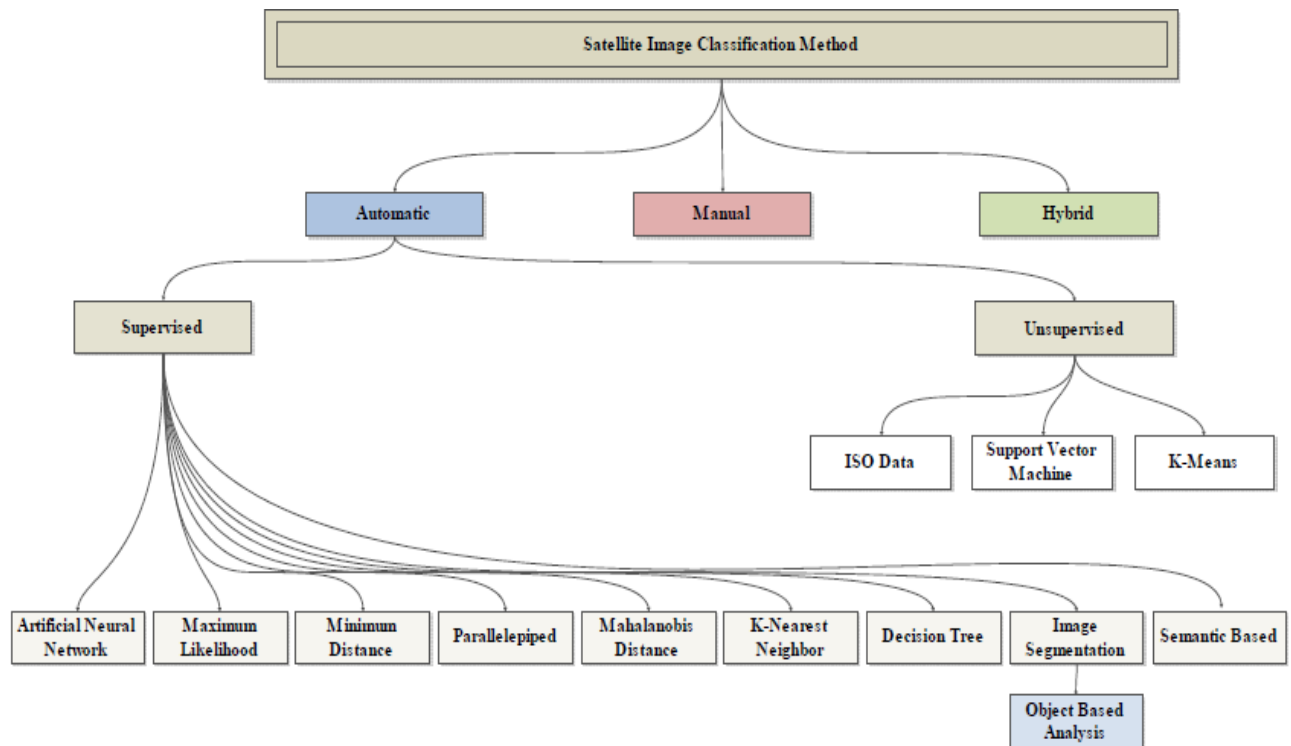 Satellite Image Classification Method
Automatic
Manual
Hybrid
Supervised
Unsupervised
ISO Data
Support Vector
Machine
K-Means
Artificial Neural
Network
Maximum
Likelihood
Minimum
Distance
Parallelepiped
Mahalanobis
Distance
K-Nearest
Neighbor
Decision Tree
Image
Segmentation
Semantic Based
Object Based
Analysis